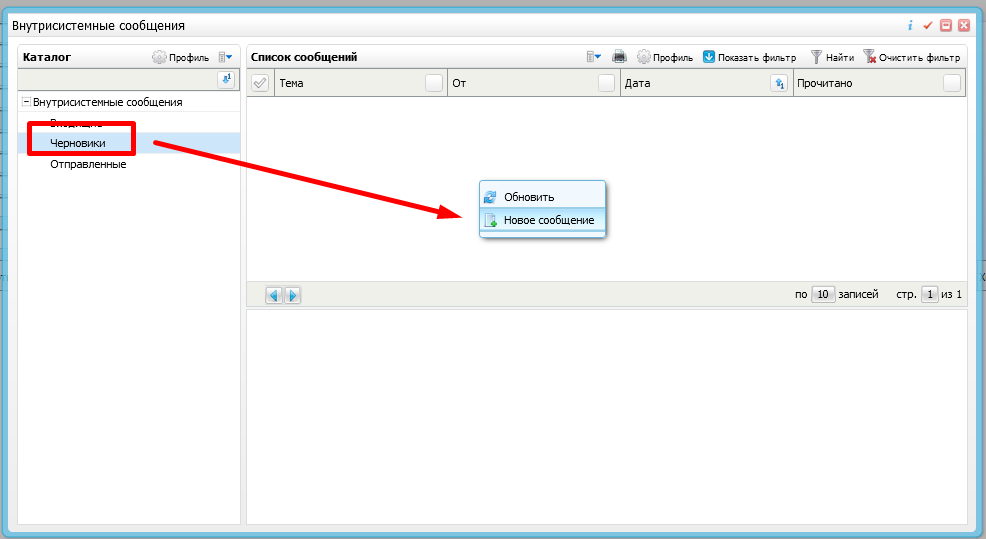 Внутрисистемные сообщения
Каталог Профиль
Список сообщений Профиль Показать фильтр Найти Очистить фильтр
Тема От Дата Прочитано
Внутрисистемные сообщения
Входящие
Черновики
Отправленные
Обновить
Новое сообщение
по 10 записей стр. 1 из 1